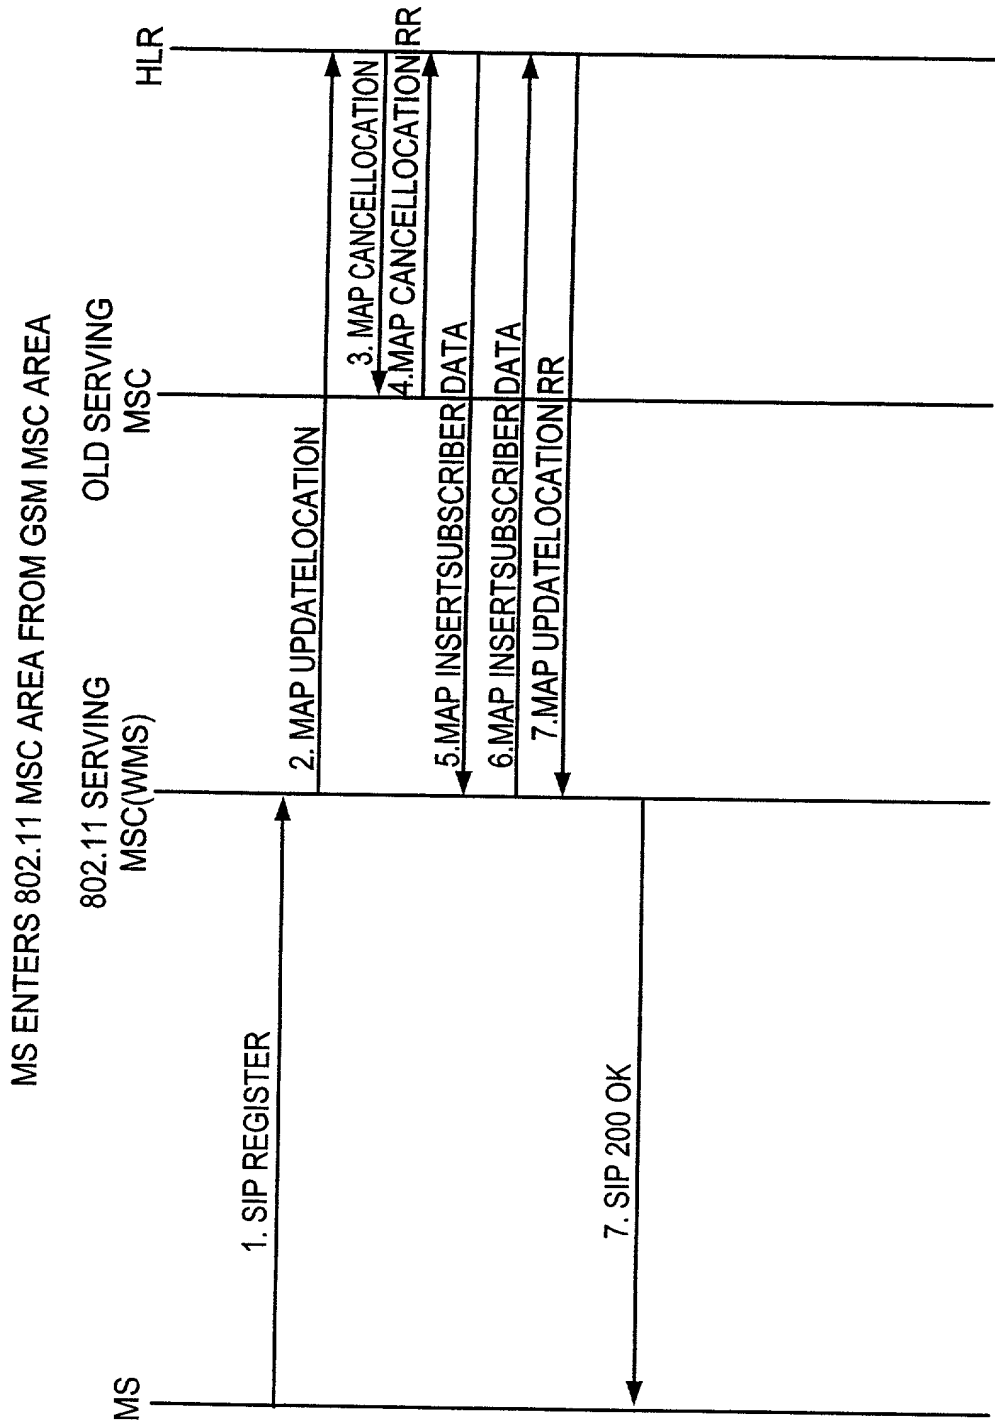 MS ENTERS 802.11 MSC AREA FROM GSM MSC AREA
MS
802.11 SERVING
MSC(WMS)
OLD SERVING
MSC
HLR
1. SIP REGISTER
2. MAP UPDATELOCATION
3. MAP CANCELLOCATION
4.MAP CANCELLOCATION RR
5.MAP INSERTSUBSCRIBER DATA
6.MAP INSERTSUBSCRIBER DATA
7.MAP UPDATELOCATION RR
7. SIP 200 OK